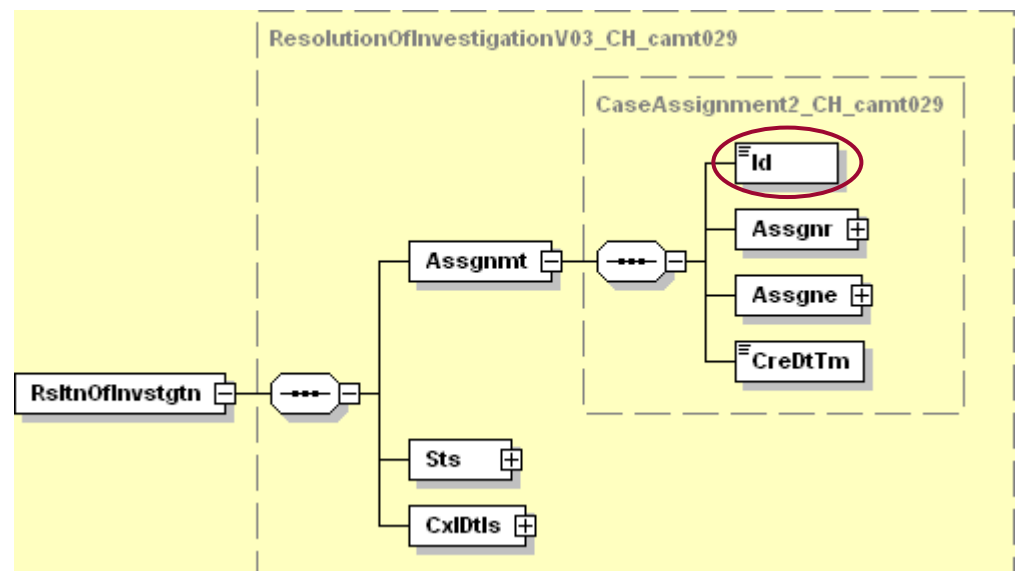 ResolutionOfInvestigationV03_CH_camt029
CaseAssignment2_CH_camt029
Id
Assgnr
Assgnmt
Assgne
CreDtTm
RsltnOfInvstgtn
Sts
CxlDtls